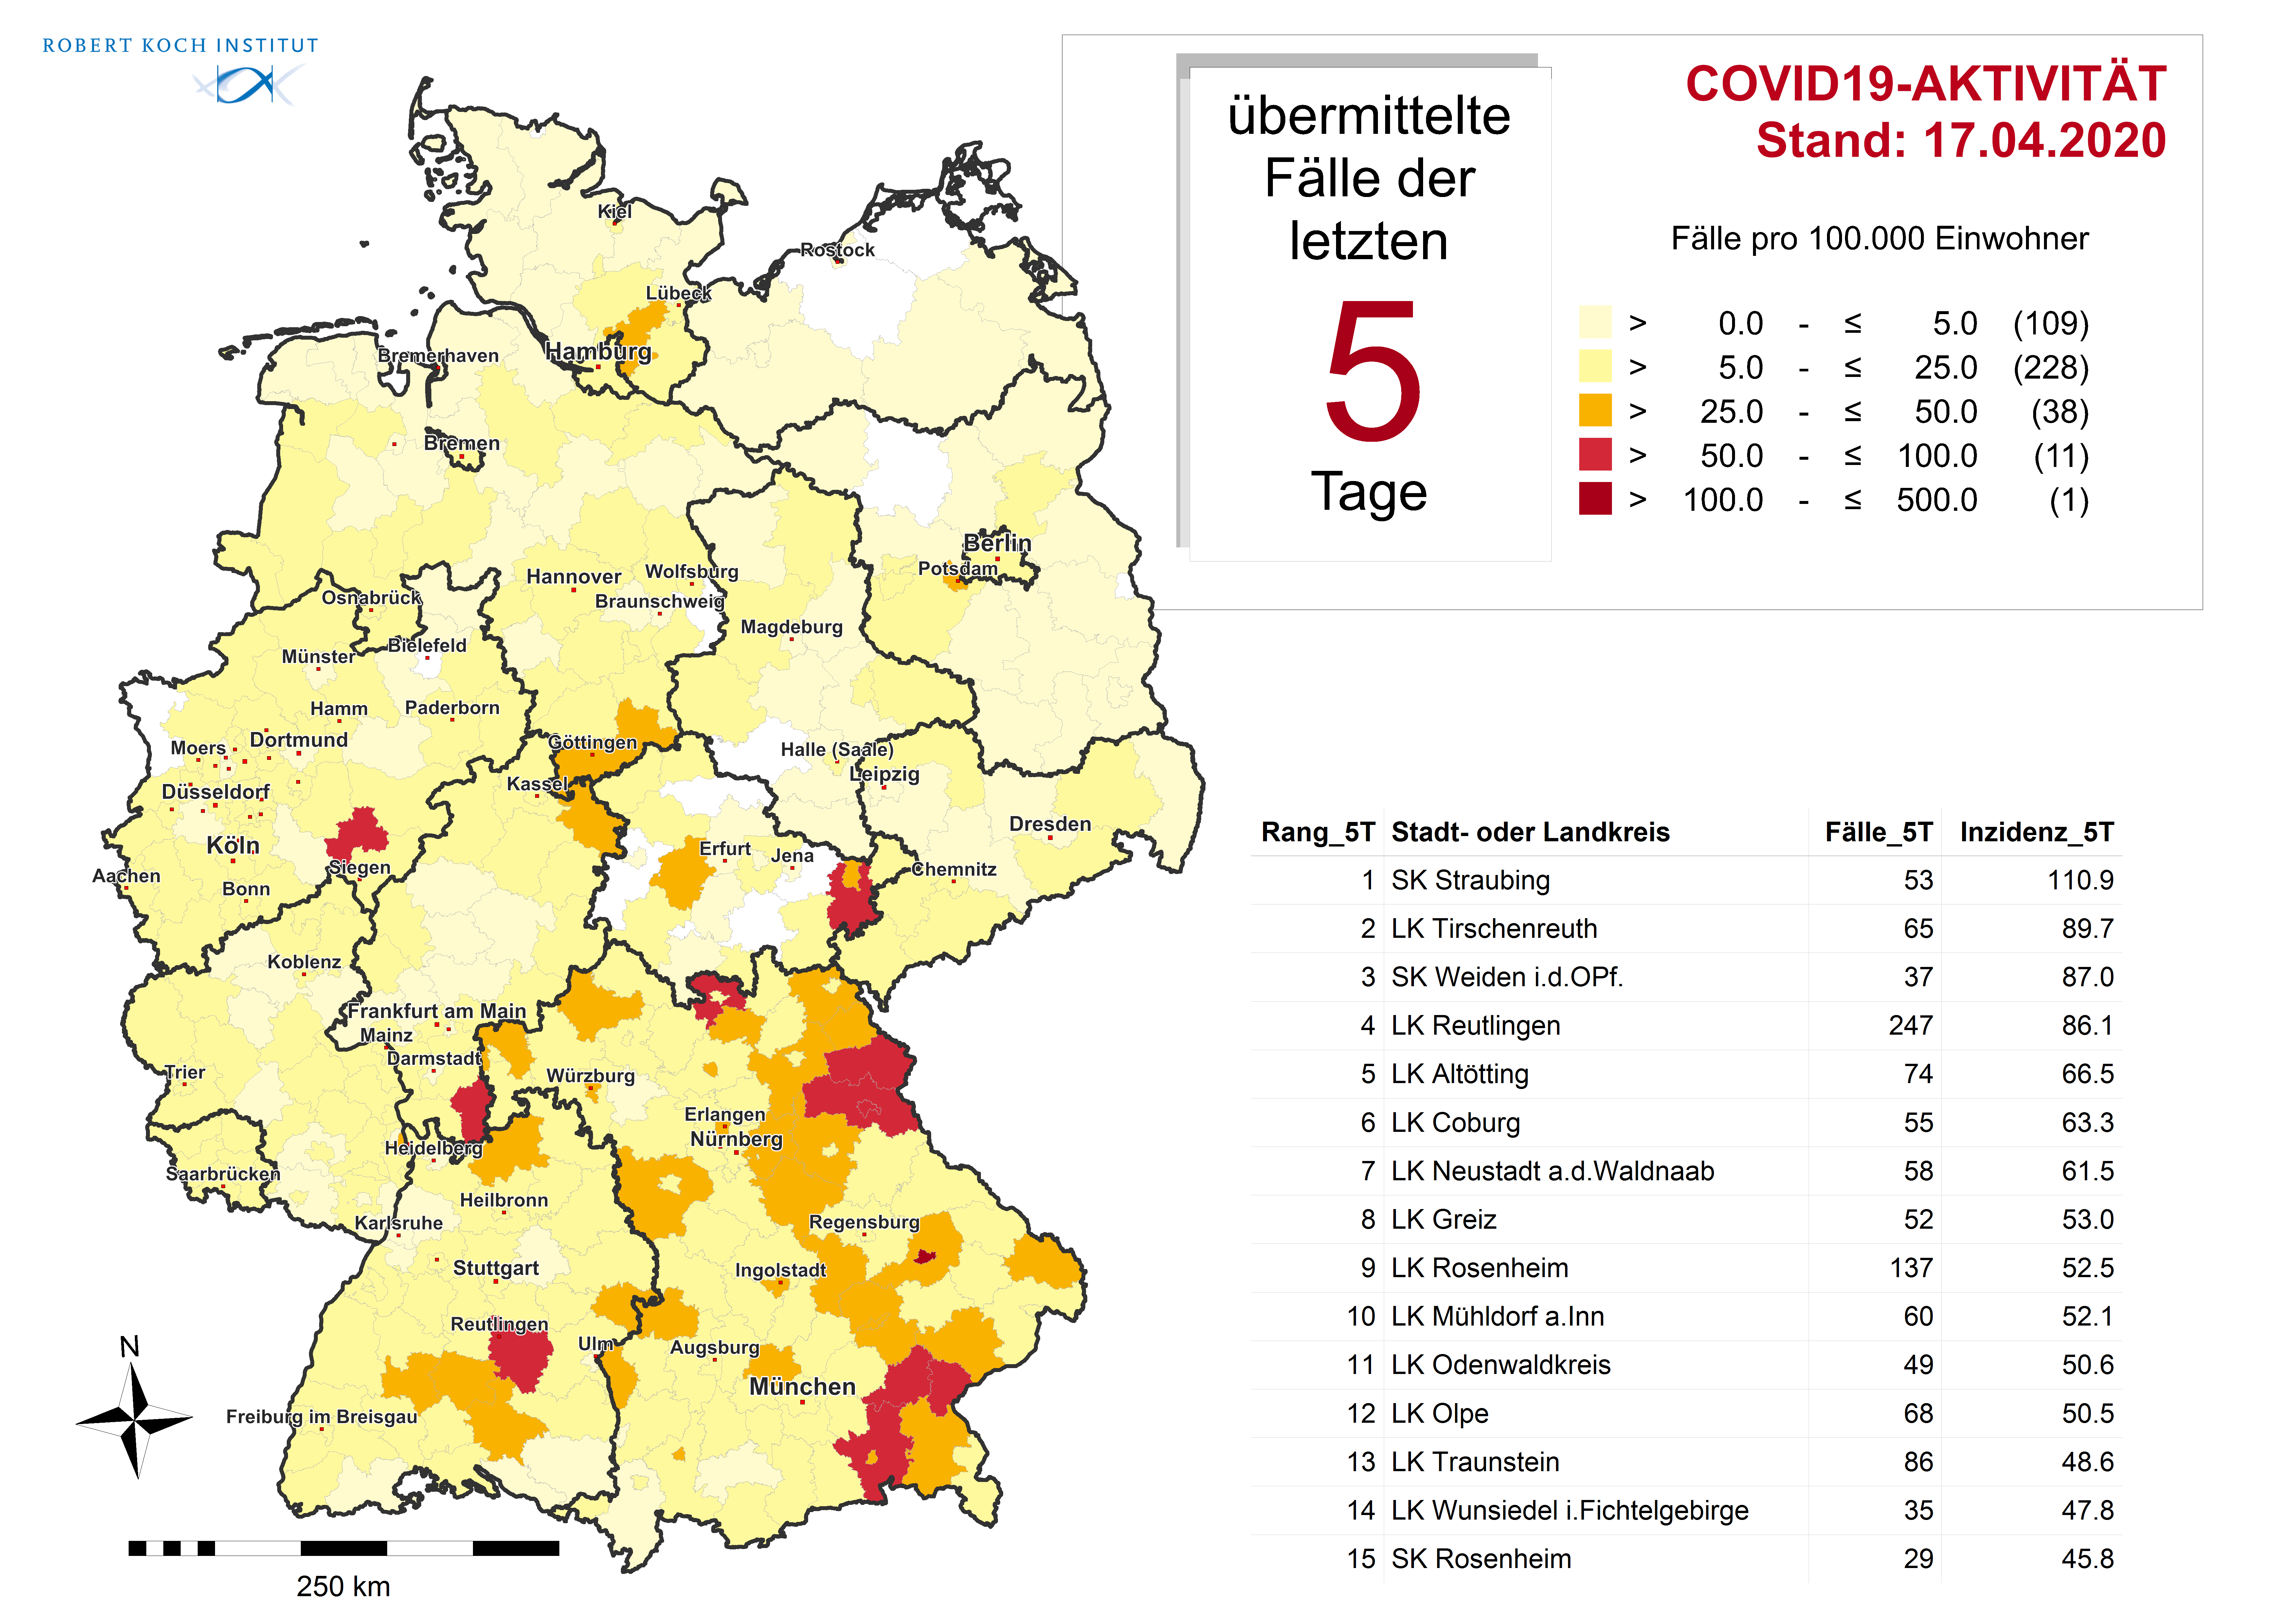 ROBERT KOCH INSTITUT
übermittelte
Fälle der
letzten
5
Tage
COVID19-AKTIVITÄT
Stand: 17.04.2020
Fälle pro 100.000 Einwohner
> 0.0 - ≤ 5.0 (109)
> 5.0 - ≤ 25.0 (228)
> 25.0 - ≤ 50.0 (38)
> 50.0 - ≤ 100.0 (11)
> 100.0 - ≤ 500.0 (1)
Kiel
Rostock
Lübeck
Hamburg
Bremerhaven
Bremen
Berlin
Potsdam
Hannover
Wolfsburg
Braunschweig
Osnabrück
Magdeburg
Bielefeld
Münster
Hamm
Paderborn
Moers
Dortmund
Göttingen
Halle (Saale)
Leipzig
Kassel
Düsseldorf
Dresden
Köln
Erfurt
Jena
Siegen
Chemnitz
Aachen
Bonn
Koblenz
Frankfurt am Main
Mainz
Darmstadt
Trier
Würzburg
Erlangen
Nürnberg
Heidelberg
Saarbrücken
Heilbronn
Karlsruhe
Regensburg
Stuttgart
Ingolstadt
Reutlingen
Ulm
Augsburg
München
Freiburg im Breisgau
N
250 km
Rang_5T Stadt- oder Landkreis Fälle_5T Inzidenz_5T
1 SK Straubing 53 110.9
2 LK Tirschenreuth 65 89.7
3 SK Weiden i.d.OPf. 37 87.0
4 LK Reutlingen 247 86.1
5 LK Altötting 74 66.5
6 LK Coburg 55 63.3
7 LK Neustadt a.d.Waldnaab 58 61.5
8 LK Greiz 52 53.0
9 LK Rosenheim 137 52.5
10 LK Mühldorf a.Inn 60 52.1
11 LK Odenwaldkreis 49 50.6
12 LK Olpe 68 50.5
13 LK Traunstein 86 48.6
14 LK Wunsiedel i.Fichtelgebirge 35 47.8
15 SK Rosenheim 29 45.8